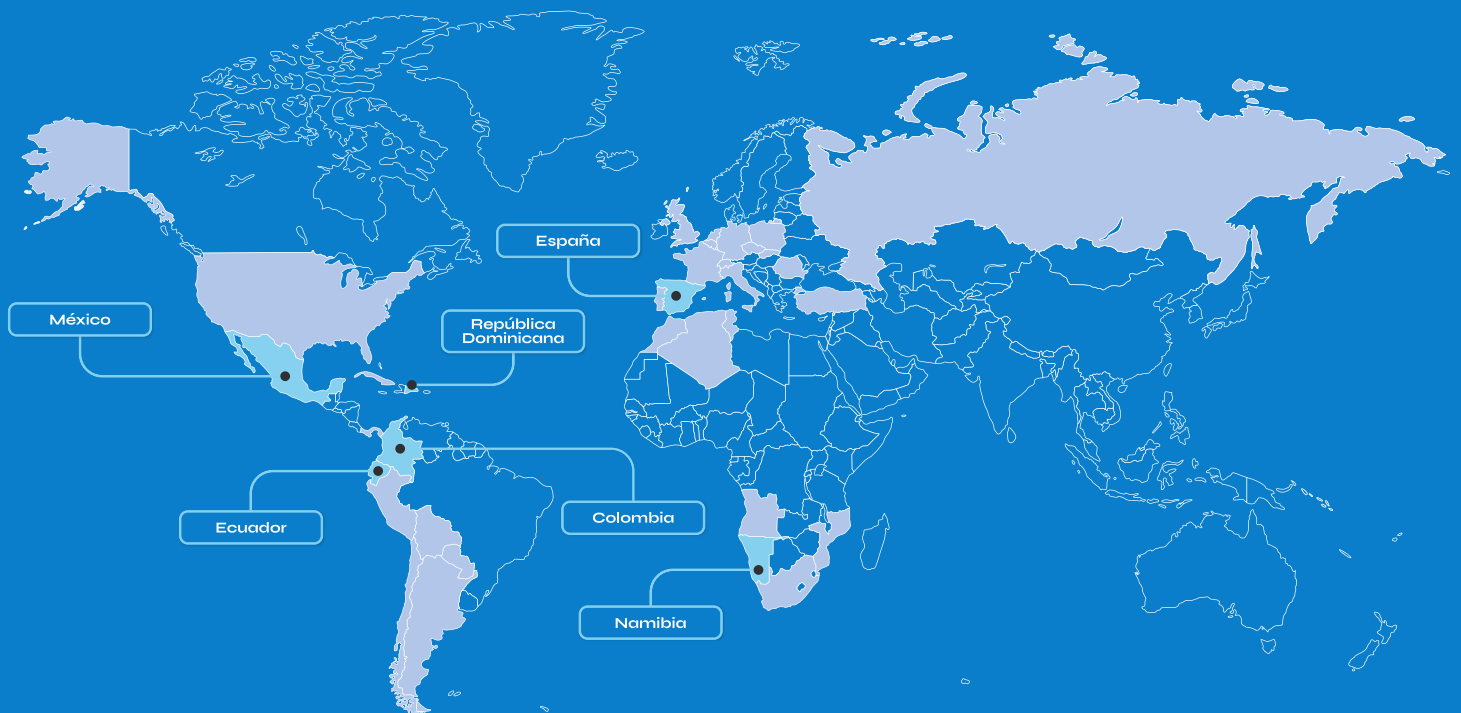 España
México
República
Dominicana
Ecuador
Colombia
Namibia